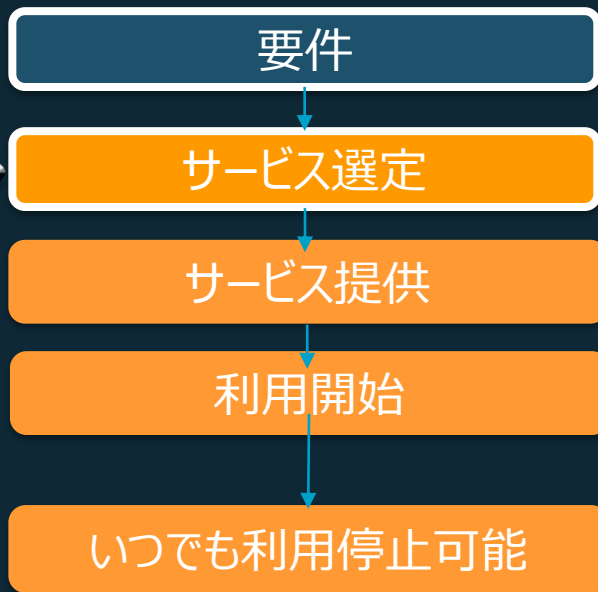 要件
サービス選定
サービス提供
利用開始
いつでも利用停止可能